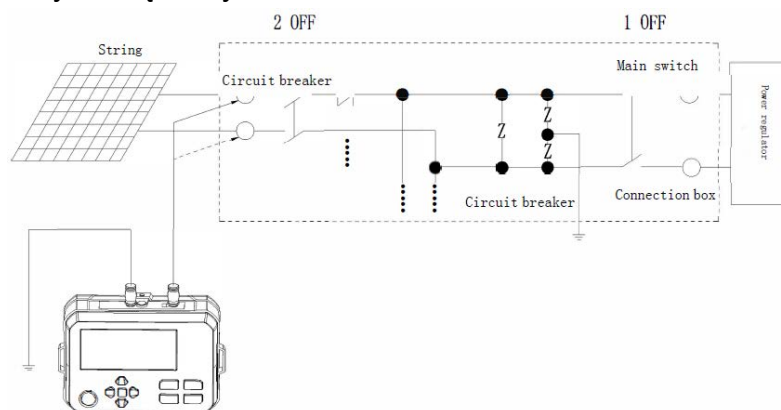 2 OFF
1 OFF
String
Main switch
Circuit breaker
Z
Z
Z
Power regulator
Circuit breaker
Connection box